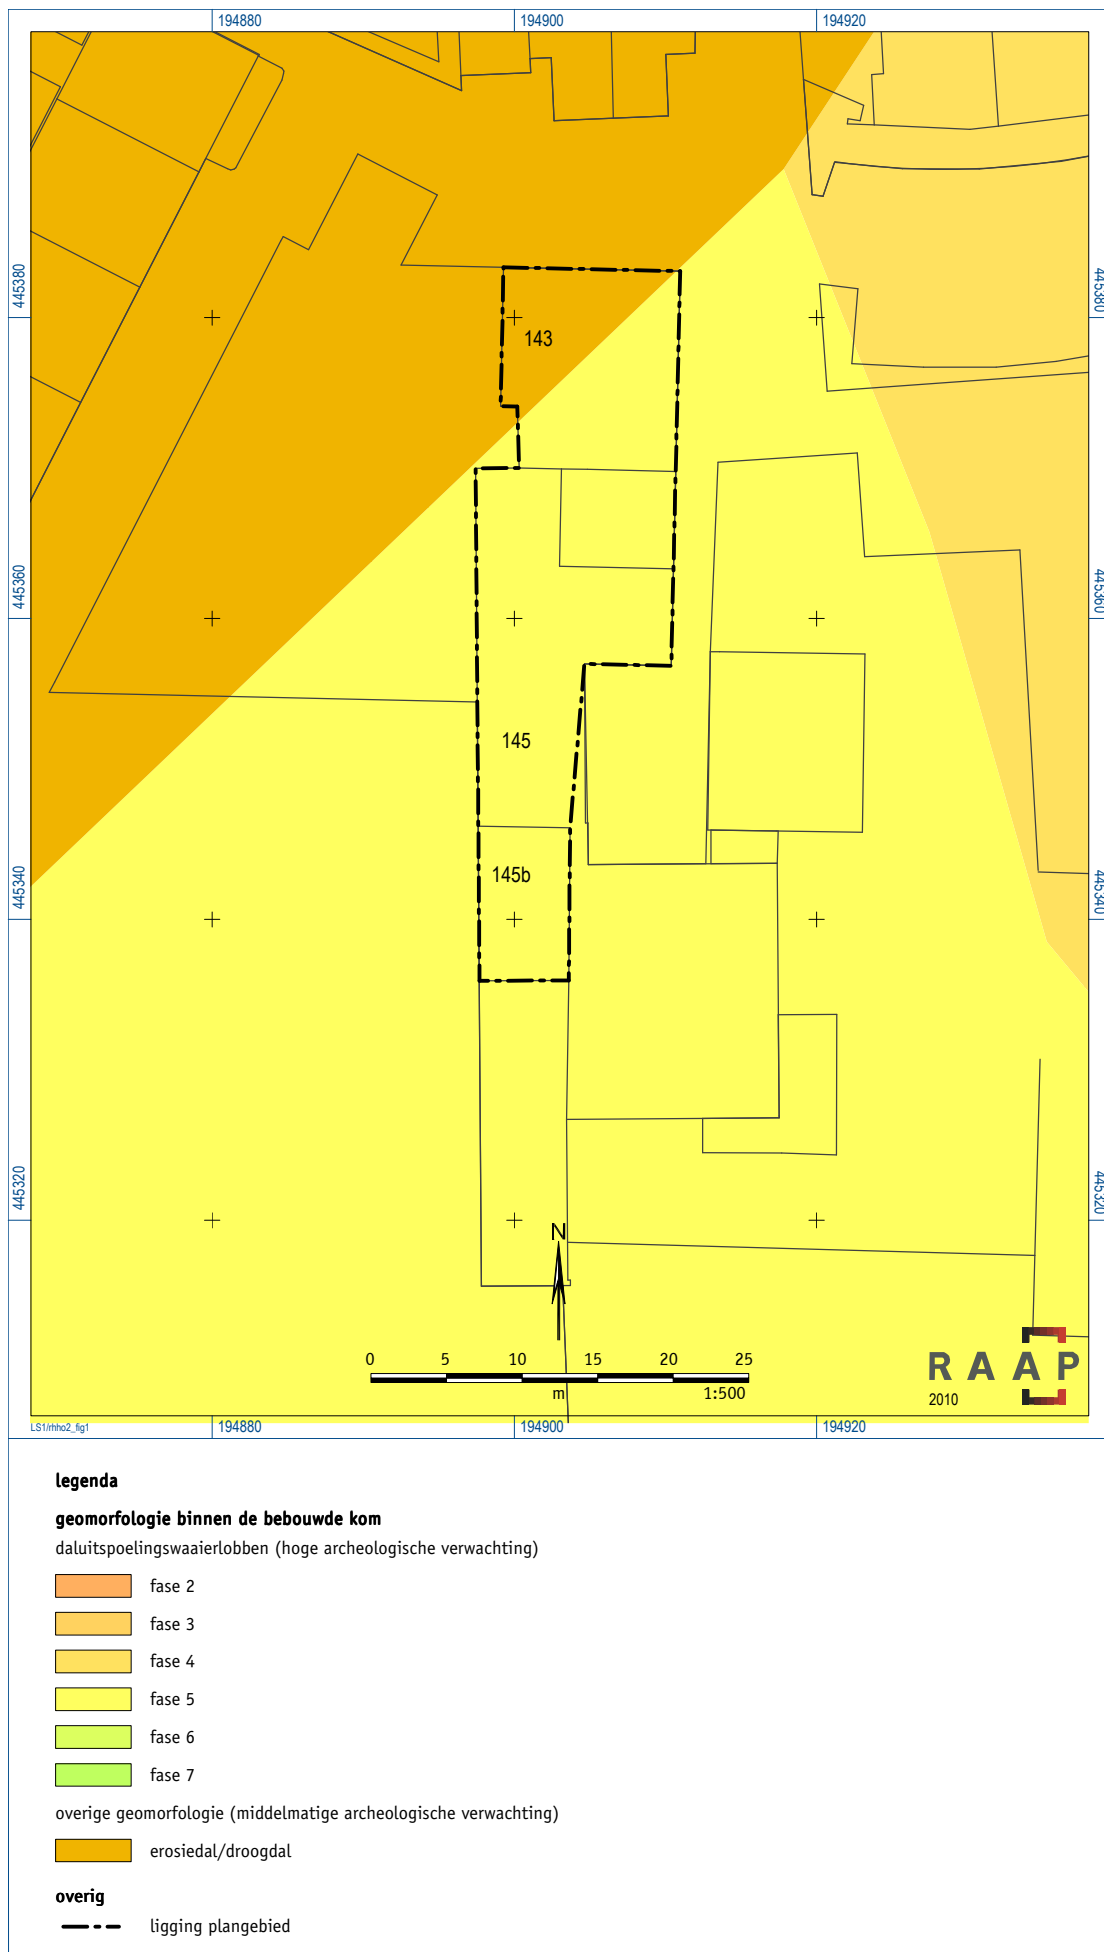 194880 194900 194920
445380 445380
143
445360 445360
145
145b
445340 445340
445320 445320
N
0 5 10 15 20 25
m 1:500
RAAP
2010
LS1/rhho2_fig1
194880 194900 194920
legenda
geomorfologie binnen de bebouwde kom
daluitspoelingswaaierlobben (hoge archeologische verwachting)
fase 2
fase 3
fase 4
fase 5
fase 6
fase 7
overige geomorfologie (middelmatige archeologische verwachting)
erosiedal/droogdal
overig
ligging plangebied